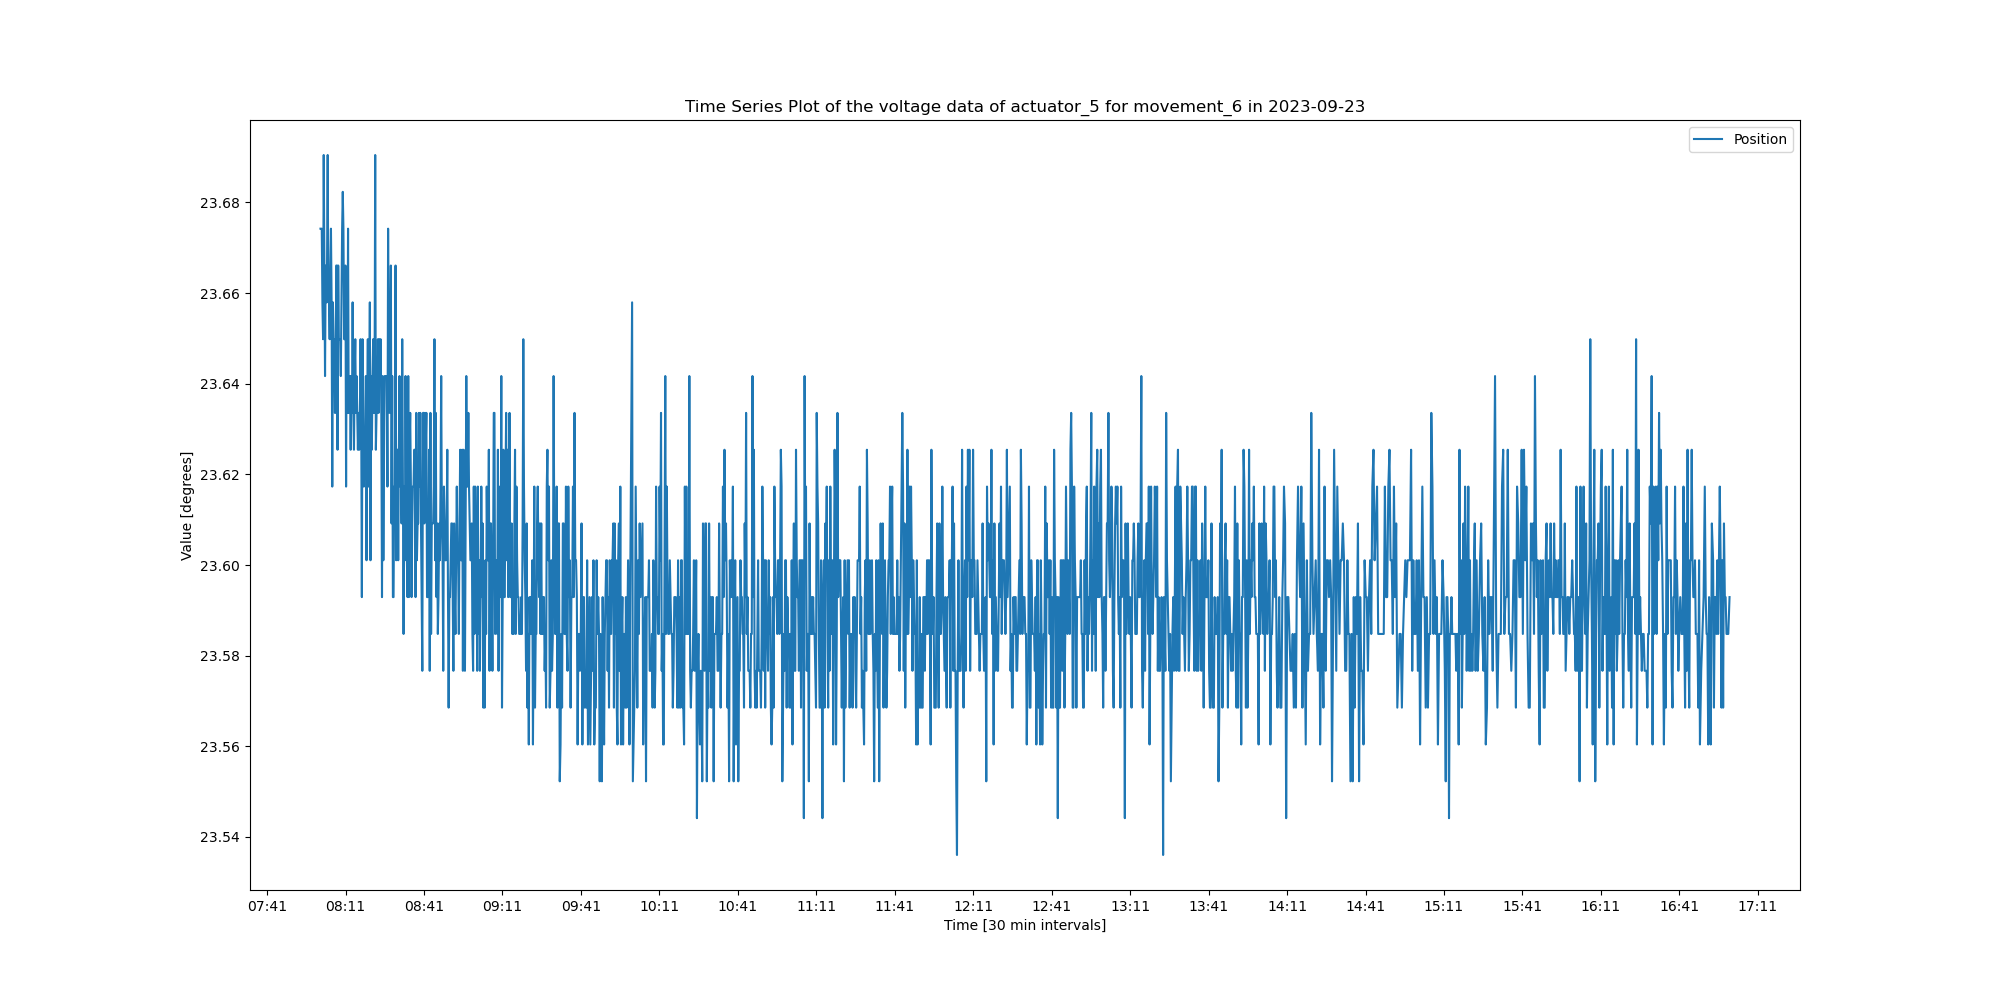 Time Series Plot of the voltage data of actuator_5 for movement_6 in 2023-09-23
Position
23.68
23.66
23.64
23.62
23.60
23.58
23.56
23.54
Value [degrees]
07:41 08:11 08:41 09:11 09:41 10:11 10:41 11:11 11:41 12:11 12:41 13:11 13:41 14:11 14:41 15:11 15:41 16:11 16:41 17:11
Time [30 min intervals]